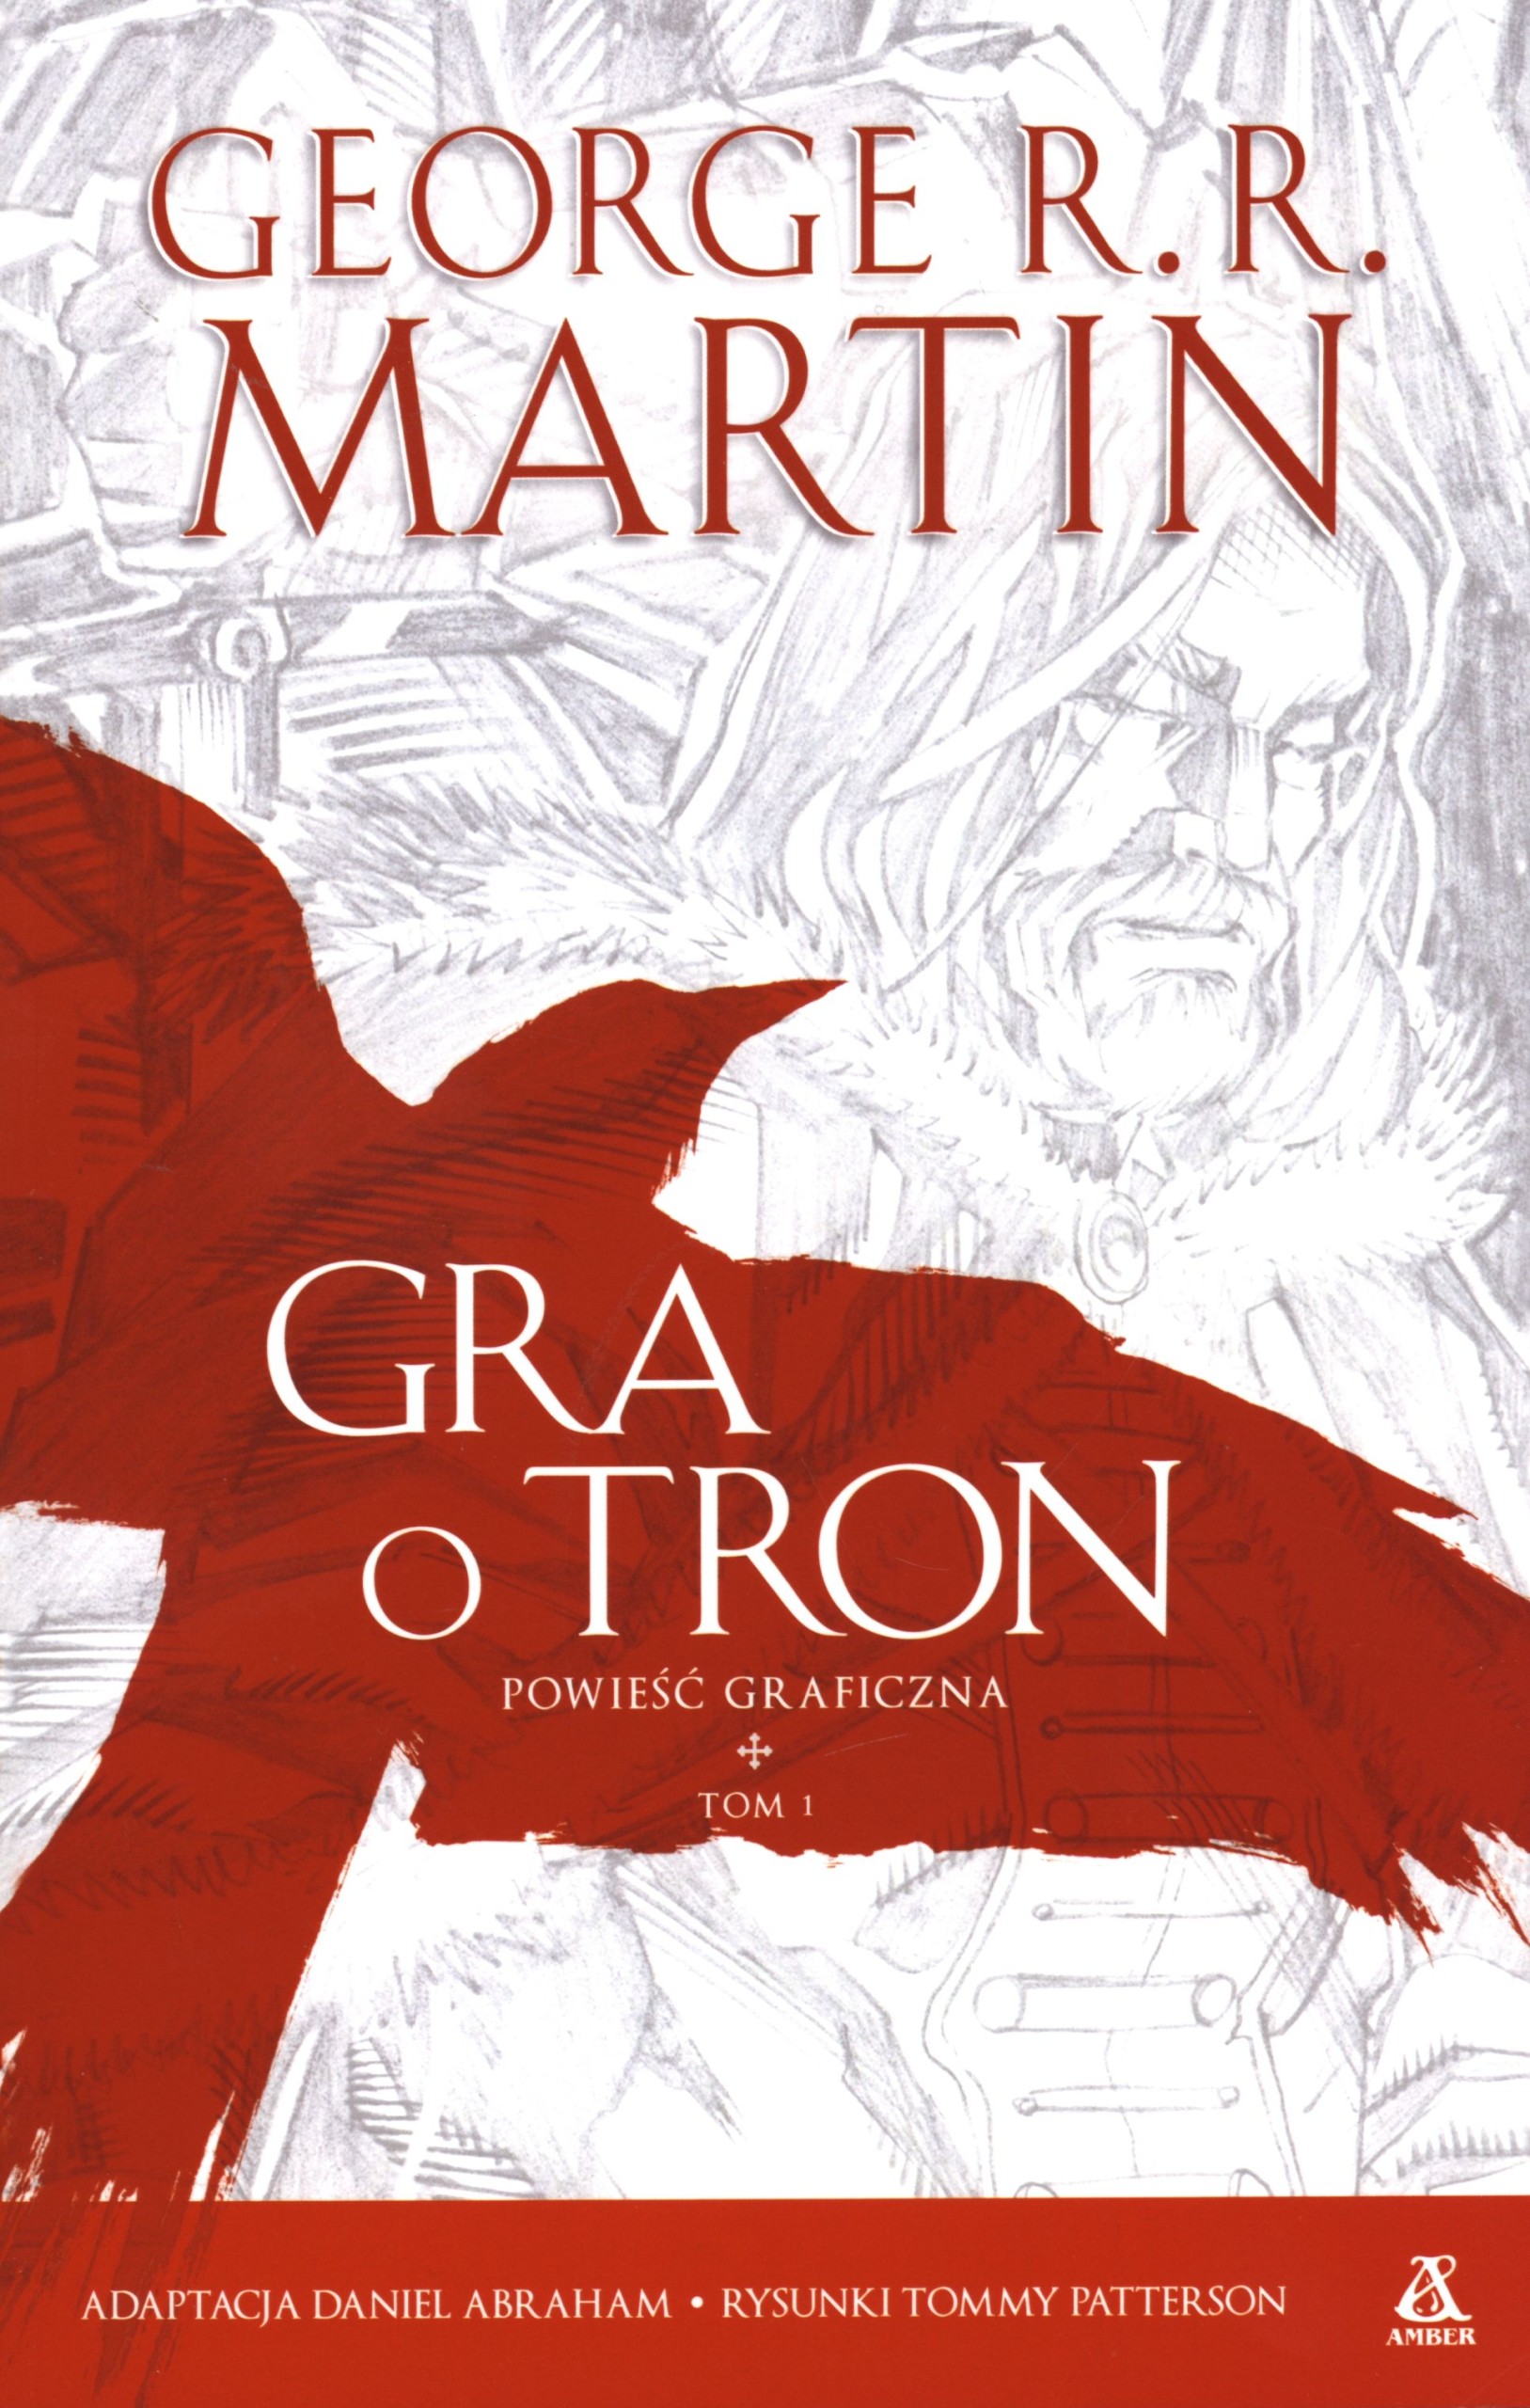 GEORGE R. R.
MARTIN
GRA
O TRON
POWIEŚĆ GRAFICZNA
TOM 1
ADAPTACJA DANIEL ABRAHAM • RYSUNKI TOMMY PATTERSON
AMBER